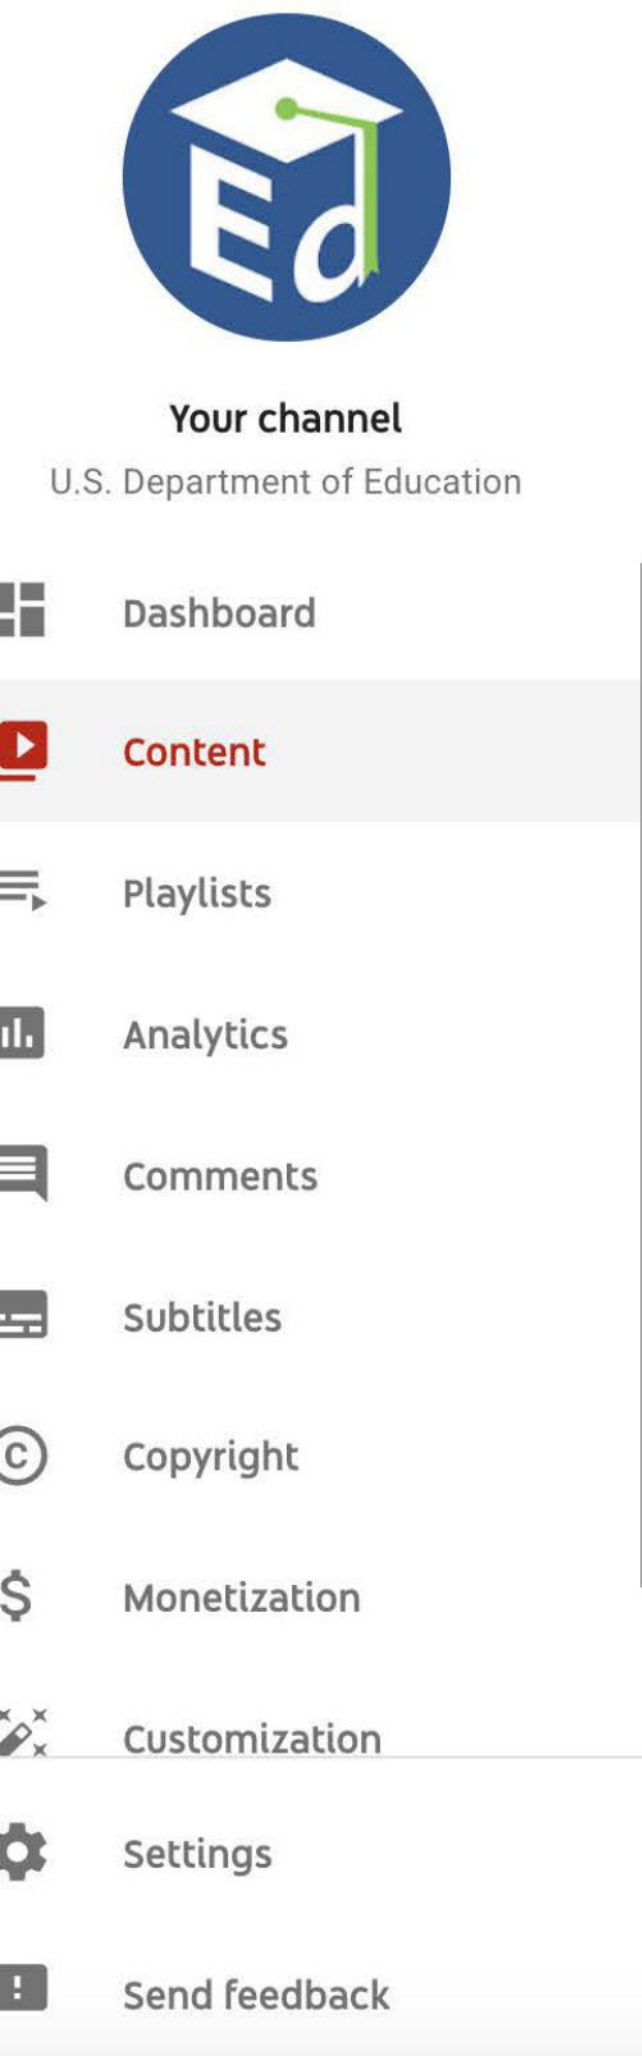 Ed
Your channel
U.S. Department of Education
Dashboard
Content
Playlists
Analytics
Comments
Subtitles
Copyright
Monetization
Customization
Settings
Send feedback